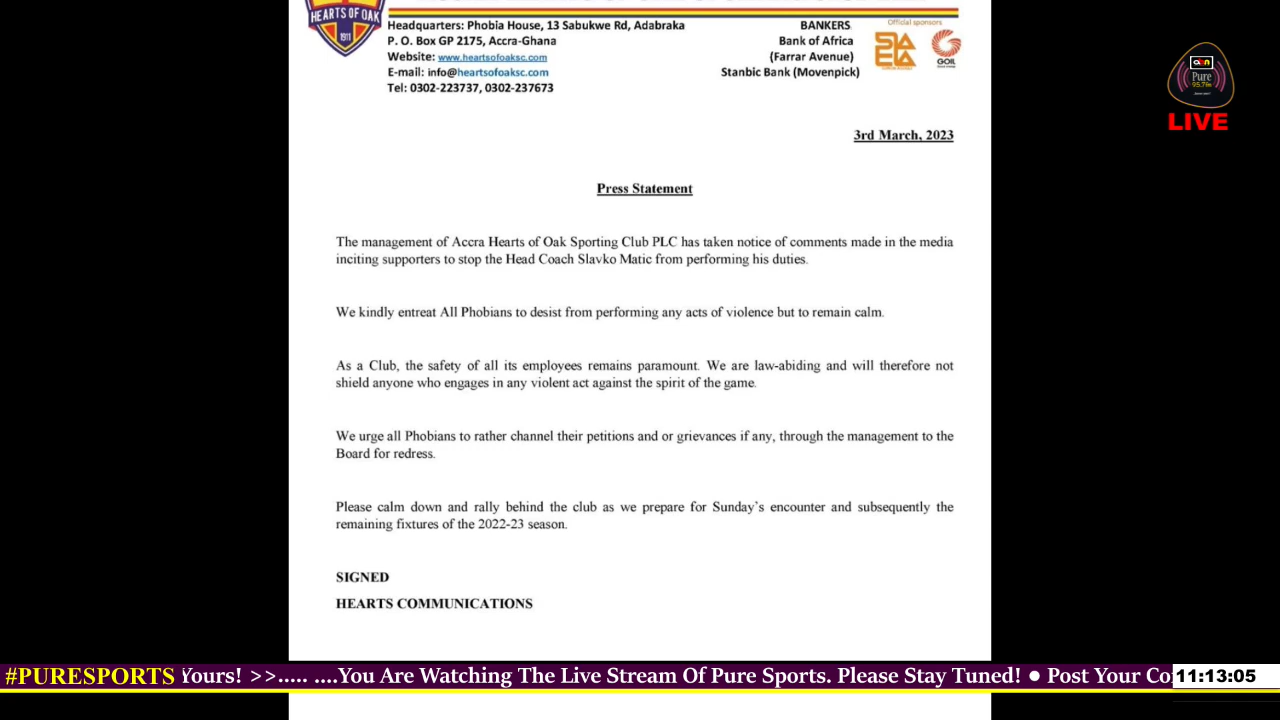 HEARTS OF OAK
1911
Headquarters: Phobia House, 13 Sabukwe Rd, Adabraka
P. O. Box GP 2175, Accra-Ghana
Website: www.heartsofoaksc.com
E-mail: info@heartsofoaksc.com
Tel: 0302-223737, 0302-237673
BANKERS
Bank of Africa
(Farrar Avenue)
Stanbic Bank (Movenpick)
Official sponsors
GOIL
Pure
95.7fm
LIVE
3rd March, 2023
Press Statement
The management of Accra Hearts of Oak Sporting Club PLC has taken notice of comments made in the media
inciting supporters to stop the Head Coach Slavko Matic from performing his duties.
We kindly entreat All Phobians to desist from performing any acts of violence but to remain calm.
As a Club, the safety of all its employees remains paramount. We are law-abiding and will therefore not
shield anyone who engages in any violent act against the spirit of the game.
We urge all Phobians to rather channel their petitions and or grievances if any, through the management to the
Board for redress.
Please calm down and rally behind the club as we prepare for Sunday's encounter and subsequently the
remaining fixtures of the 2022-23 season.
SIGNED
HEARTS COMMUNICATIONS
#PURESPORTS Yours! >>..... ....You Are Watching The Live Stream Of Pure Sports. Please Stay Tuned! ● Post Your Co 11:13:05